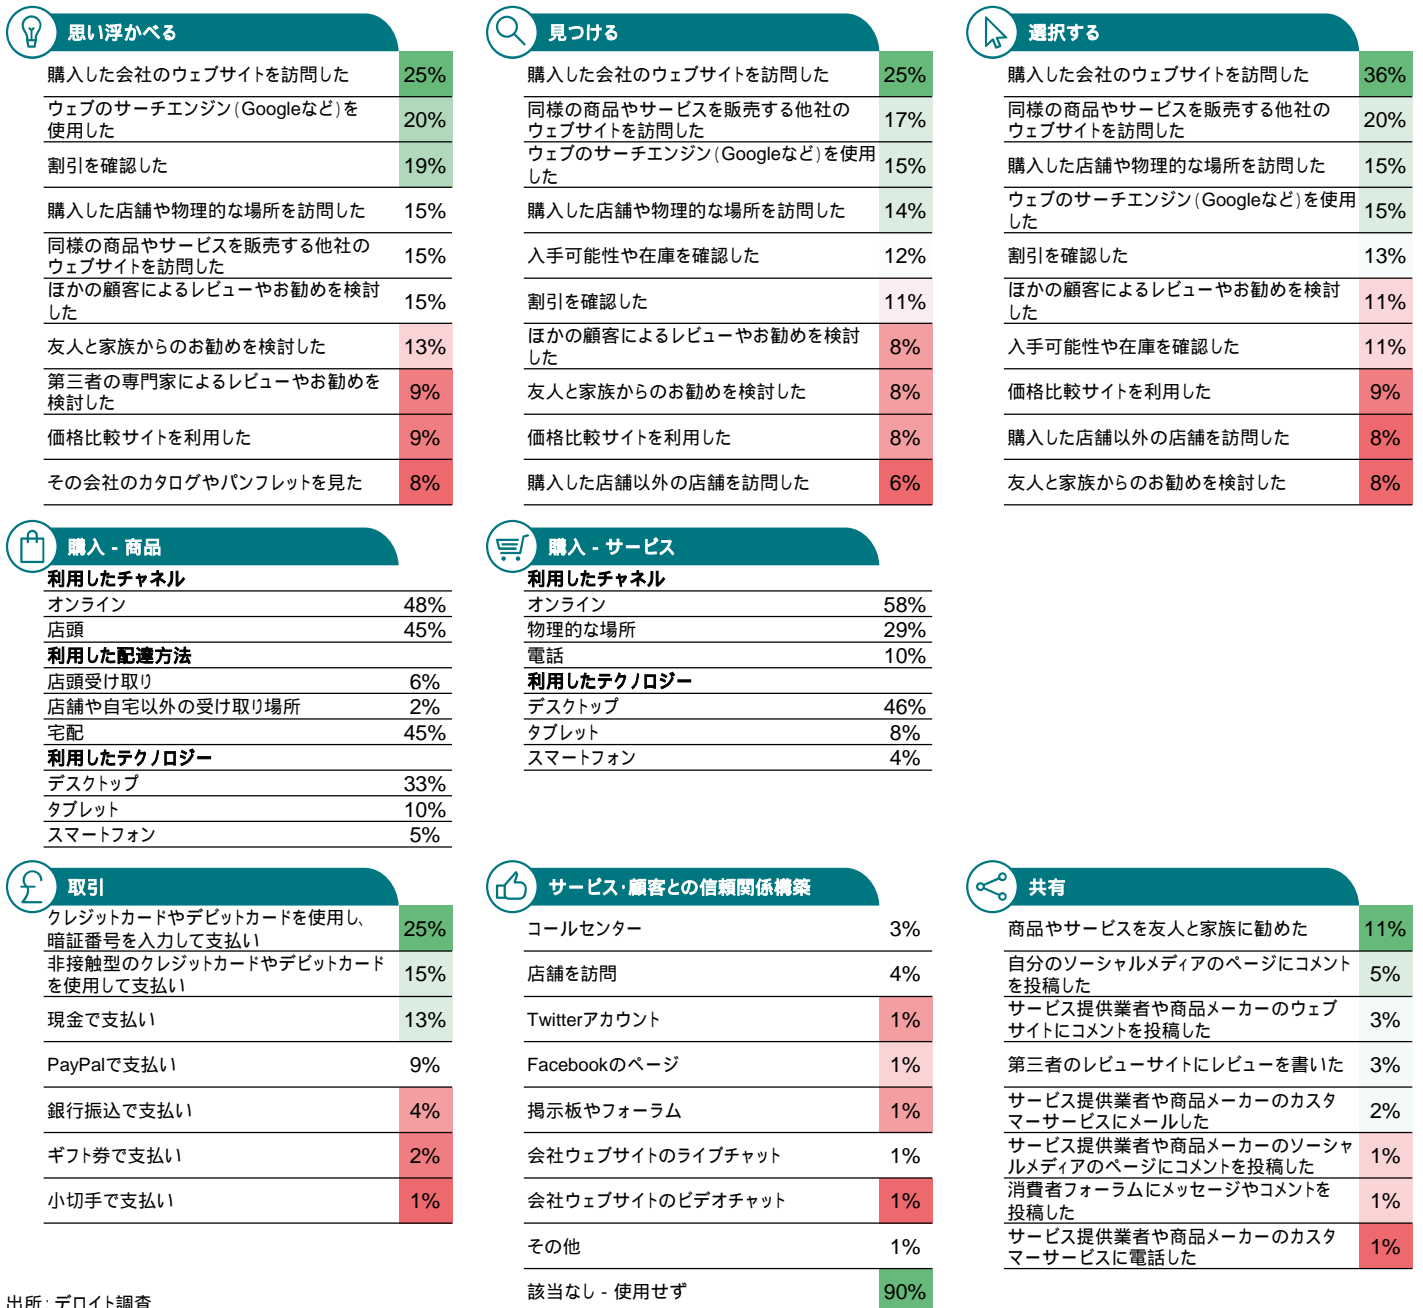 思い浮かべる
購入した会社のウェブサイトを訪問した 25%
ウェブのサーチエンジン(Googleなど)を
使用した 20%
割引を確認した 19%
購入した店舗や物理的な場所を訪問した 15%
同様の商品やサービスを販売する他社の
ウェブサイトを訪問した 15%
ほかの顧客によるレビューやお勧めを検討
した 15%
友人と家族からのお勧めを検討した 13%
第三者の専門家によるレビューやお勧めを
検討した 9%
価格比較サイトを利用した 9%
その会社のカタログやパンフレットを見た 8%
見つける
購入した会社のウェブサイトを訪問した 25%
同様の商品やサービスを販売する他社の
ウェブサイトを訪問した 17%
ウェブのサーチエンジン(Googleなど)を使用
した 15%
購入した店舗や物理的な場所を訪問した 14%
入手可能性や在庫を確認した 12%
割引を確認した 11%
ほかの顧客によるレビューやお勧めを検討
した 8%
友人と家族からのお勧めを検討した 8%
価格比較サイトを利用した 8%
購入した店舗以外の店舗を訪問した 6%
選択する
購入した会社のウェブサイトを訪問した 36%
同様の商品やサービスを販売する他社の
ウェブサイトを訪問した 20%
購入した店舗や物理的な場所を訪問した 15%
ウェブのサーチエンジン(Googleなど)を使用
した 15%
割引を確認した 13%
ほかの顧客によるレビューやお勧めを検討
した 11%
入手可能性や在庫を確認した 11%
価格比較サイトを利用した 9%
購入した店舗以外の店舗を訪問した 8%
友人と家族からのお勧めを検討した 8%
購入 - 商品
利用したチャネル
オンライン 48%
店頭 45%
利用した配達方法
店頭受け取り 6%
店舗や自宅以外の受け取り場所 2%
宅配 45%
利用したテクノロジー
デスクトップ 33%
タブレット 10%
スマートフォン 5%
購入 - サービス
利用したチャネル
オンライン 58%
物理的な場所 29%
電話 10%
利用したテクノロジー
デスクトップ 46%
タブレット 8%
スマートフォン 4%
取引
クレジットカードやデビットカードを使用し、
暗証番号を入力して支払い 25%
非接触型のクレジットカードやデビットカード
を使用して支払い 15%
現金で支払い 13%
PayPalで支払い 9%
銀行振込で支払い 4%
ギフト券で支払い 2%
小切手で支払い 1%
サービス・顧客との信頼関係構築
コールセンター 3%
店舗を訪問 4%
Twitterアカウント 1%
Facebookのページ 1%
掲示板やフォーラム 1%
会社ウェブサイトのライブチャット 1%
会社ウェブサイトのビデオチャット 1%
その他 1%
該当なし - 使用せず 90%
共有
商品やサービスを友人と家族に勧めた 11%
自分のソーシャルメディアのページにコメント
を投稿した 5%
サービス提供業者や商品メーカーのウェブ
サイトにコメントを投稿した 3%
第三者のレビューサイトにレビューを書いた 3%
サービス提供業者や商品メーカーのカスタ
マーサービスにメールした 2%
サービス提供業者や商品メーカーのソーシャ
ルメディアのページにコメントを投稿した 1%
消費者フォーラムにメッセージやコメントを
投稿した 1%
サービス提供業者や商品メーカーのカスタ
マーサービスに電話した 1%
出所: デロイト調査